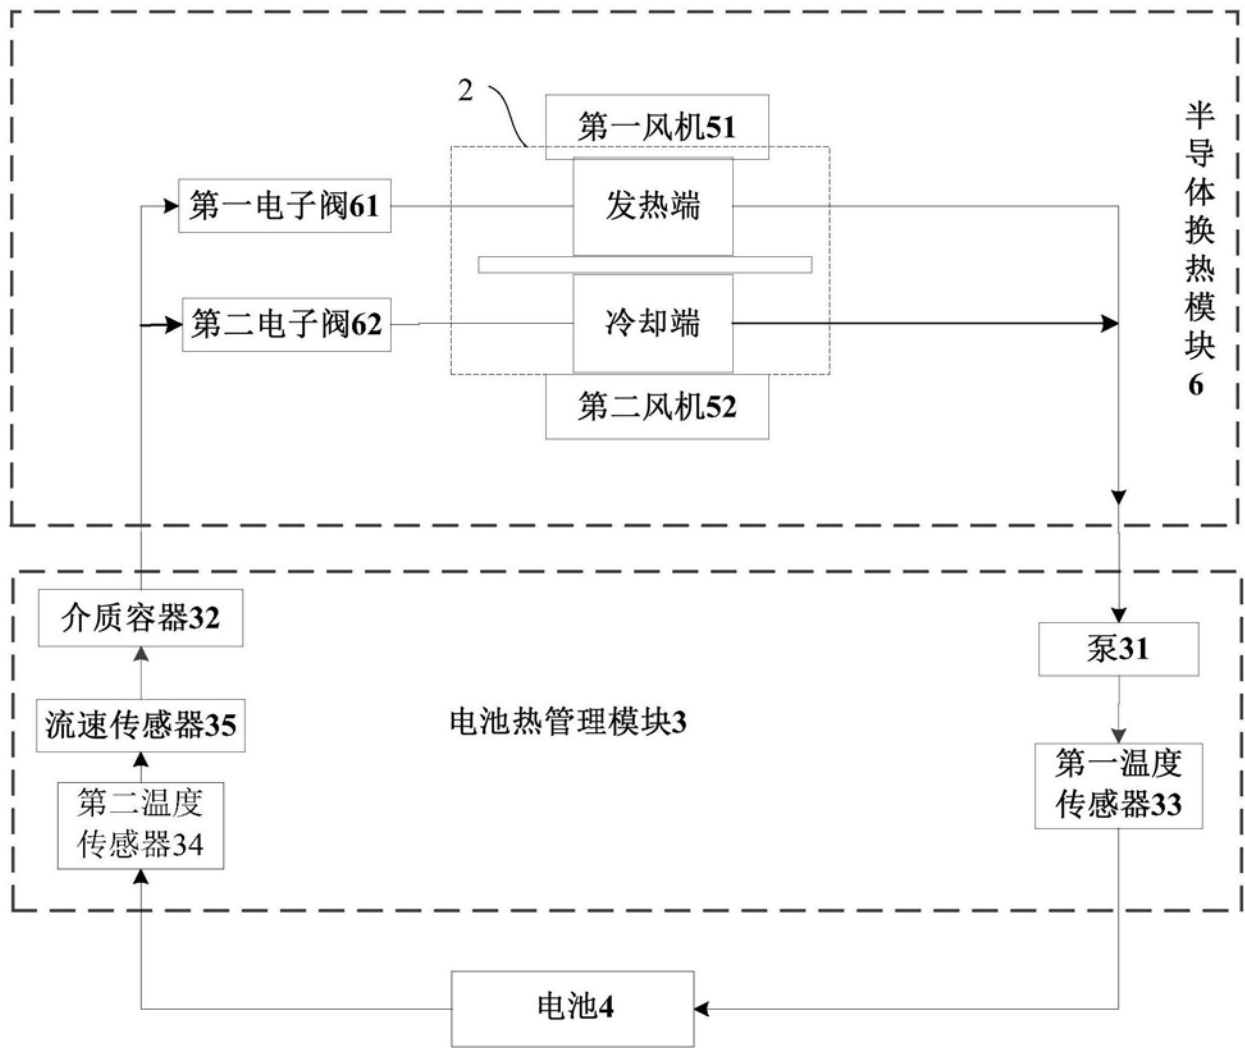 2
第一风机51
第一电子阀61
发热端
第二电子阀62
冷却端
第二风机52
半导体换热模块6
介质容器32
泵31
流速传感器35
电池热管理模块3
第一温度
传感器33
第二温度
传感器34
电池4